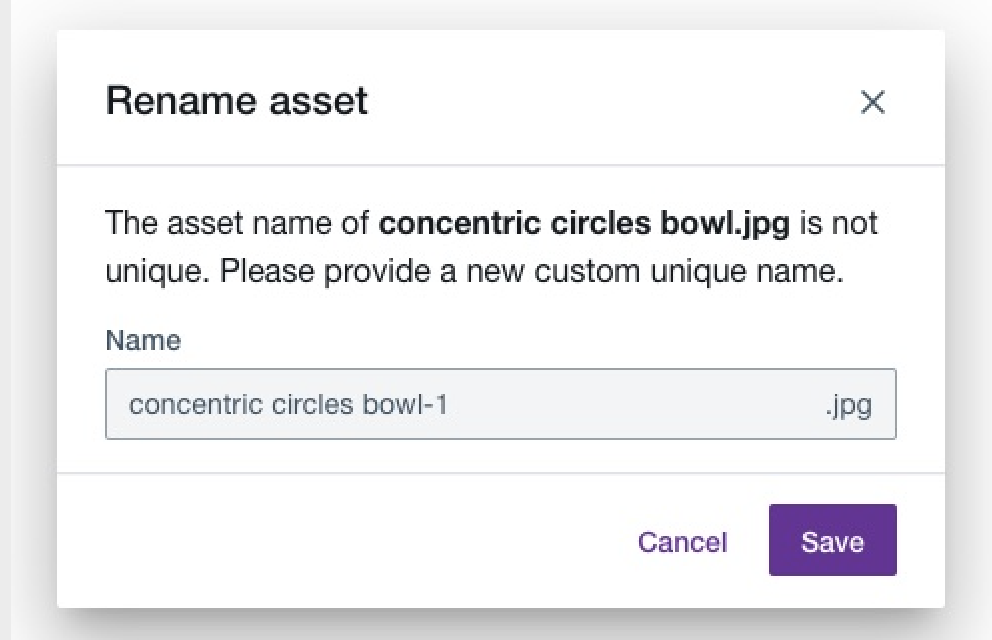 Rename asset
The asset name of concentric circles bowl.jpg is not
unique. Please provide a new custom unique name.
Name
concentric circles bowl-1 .jpg
Cancel Save